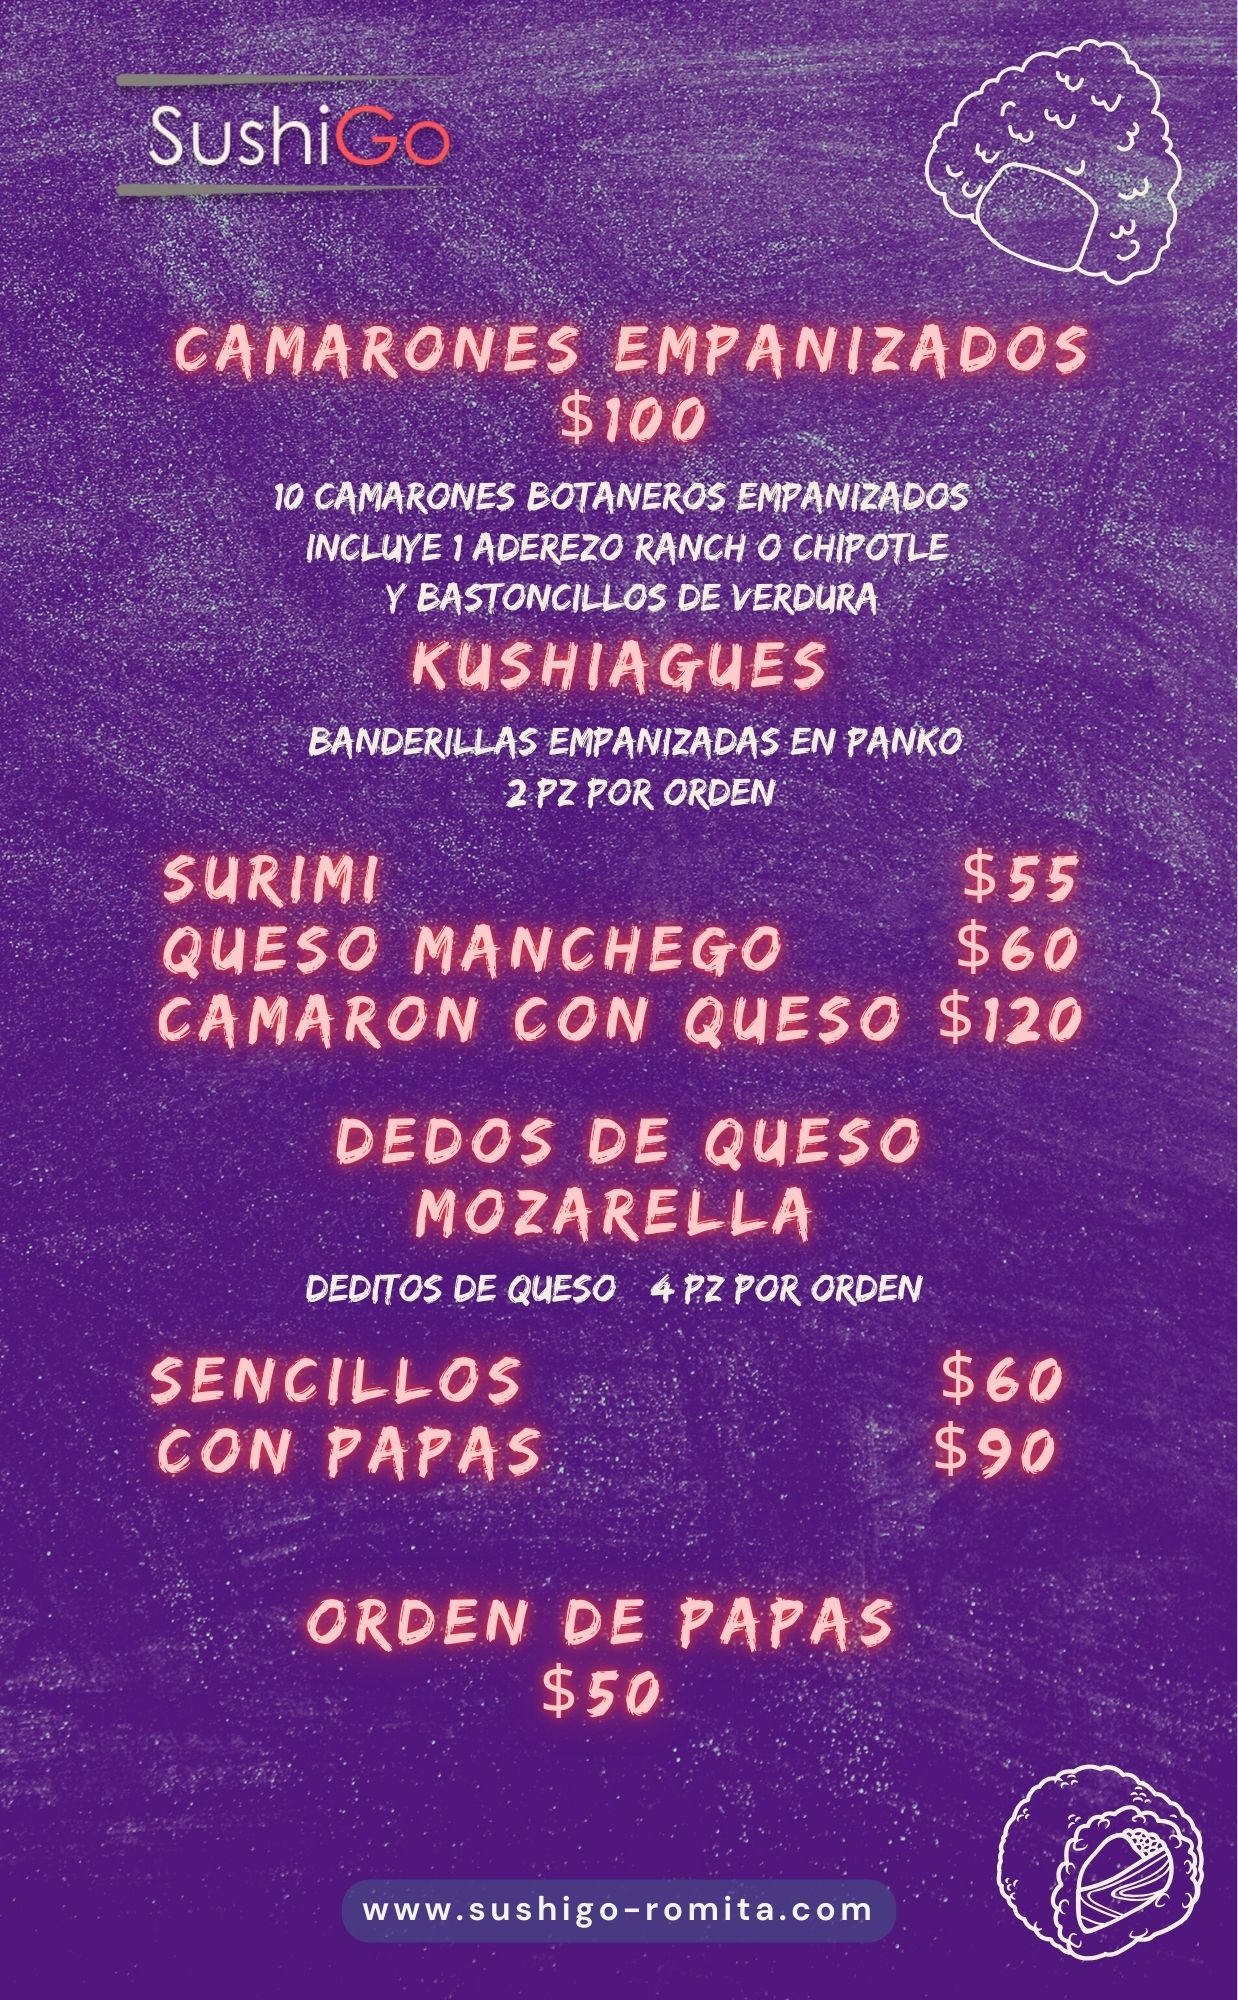 SushiGo
CAMARONES EMPANIZADOS
$100
10 CAMARONES BOTANEROS EMPANIZADOS
INCLUYE 1 ADEREZO RANCH O CHIPOTLE
Y BASTONCILLOS DE VERDURA
KUSHIAGUES
BANDERILLAS EMPANIZADAS EN PANKO
2 PZ POR ORDEN
SURIMI $55
QUESO MANCHEGO $60
CAMARON CON QUESO $120
DEDOS DE QUESO
MOZARELLA
DEDITOS DE QUESO 4 PZ POR ORDEN
SENCILLOS $60
CON PAPAS $90
ORDEN DE PAPAS
$50
www.sushigo-romita.com